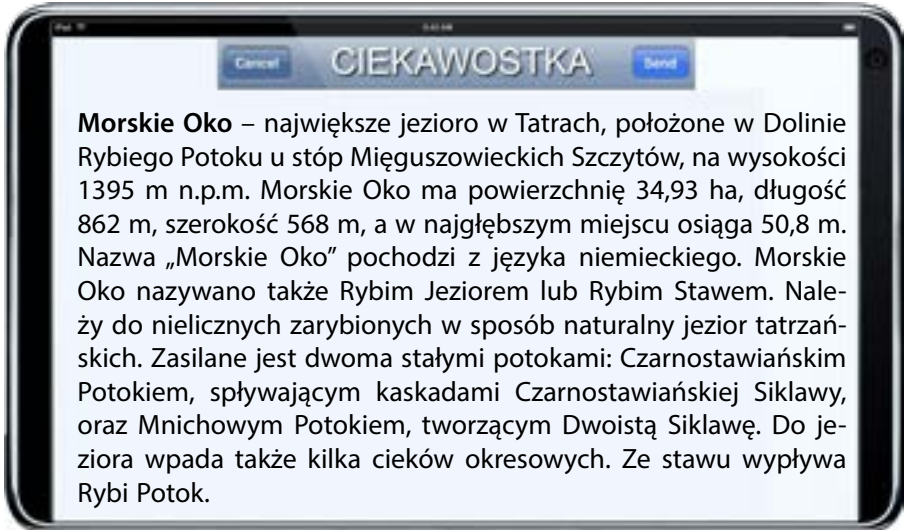 iPad
Cancel CIEKAWOSTKA Send
Morskie Oko – największe jezioro w Tatrach, położone w Dolinie
Rybiego Potoku u stóp Mięguszowieckich Szczytów, na wysokości
1395 m n.p.m. Morskie Oko ma powierzchnię 34,93 ha, długość
862 m, szerokość 568 m, a w najgłębszym miejscu osiąga 50,8 m.
Nazwa „Morskie Oko” pochodzi z języka niemieckiego. Morskie
Oko nazywano także Rybim Jeziorem lub Rybim Stawem. Nale-
ży do nielicznych zarybionych w sposób naturalny jezior tatrzań-
skich. Zasilane jest dwoma stałymi potokami: Czarnostawiańskim
Potokiem, spływającym kaskadami Czarnostawiańskiej Siklawy,
oraz Mnichowym Potokiem, tworzącym Dwoistą Siklawę. Do je-
ziora wpada także kilka cieków okresowych. Ze stawu wypływa
Rybi Potok.